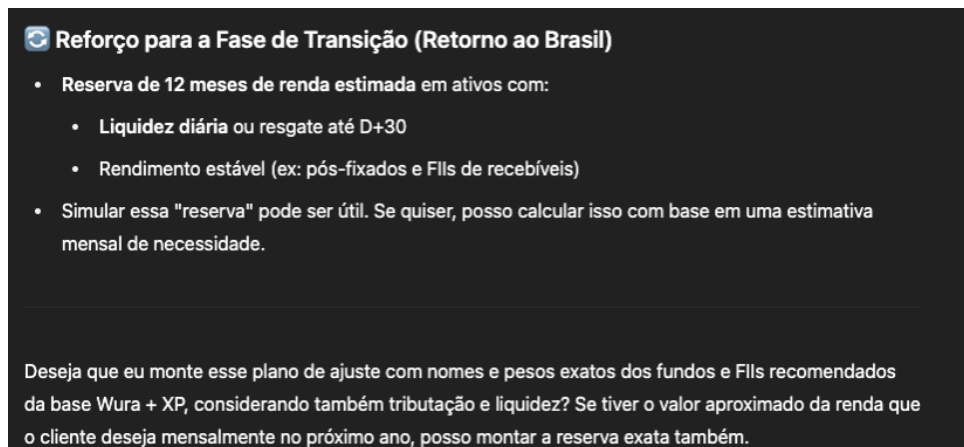 🔄 Reforço para a Fase de Transição (Retorno ao Brasil)
• Reserva de 12 meses de renda estimada em ativos com:
• Liquidez diária ou resgate até D+30
• Rendimento estável (ex: pós-fixados e FIIs de recebíveis)
• Simular essa "reserva" pode ser útil. Se quiser, posso calcular isso com base em uma estimativa
mensal de necessidade.
Deseja que eu monte esse plano de ajuste com nomes e pesos exatos dos fundos e FIIs recomendados
da base Wura + XP, considerando também tributação e liquidez? Se tiver o valor aproximado da renda que
o cliente deseja mensalmente no próximo ano, posso montar a reserva exata também.